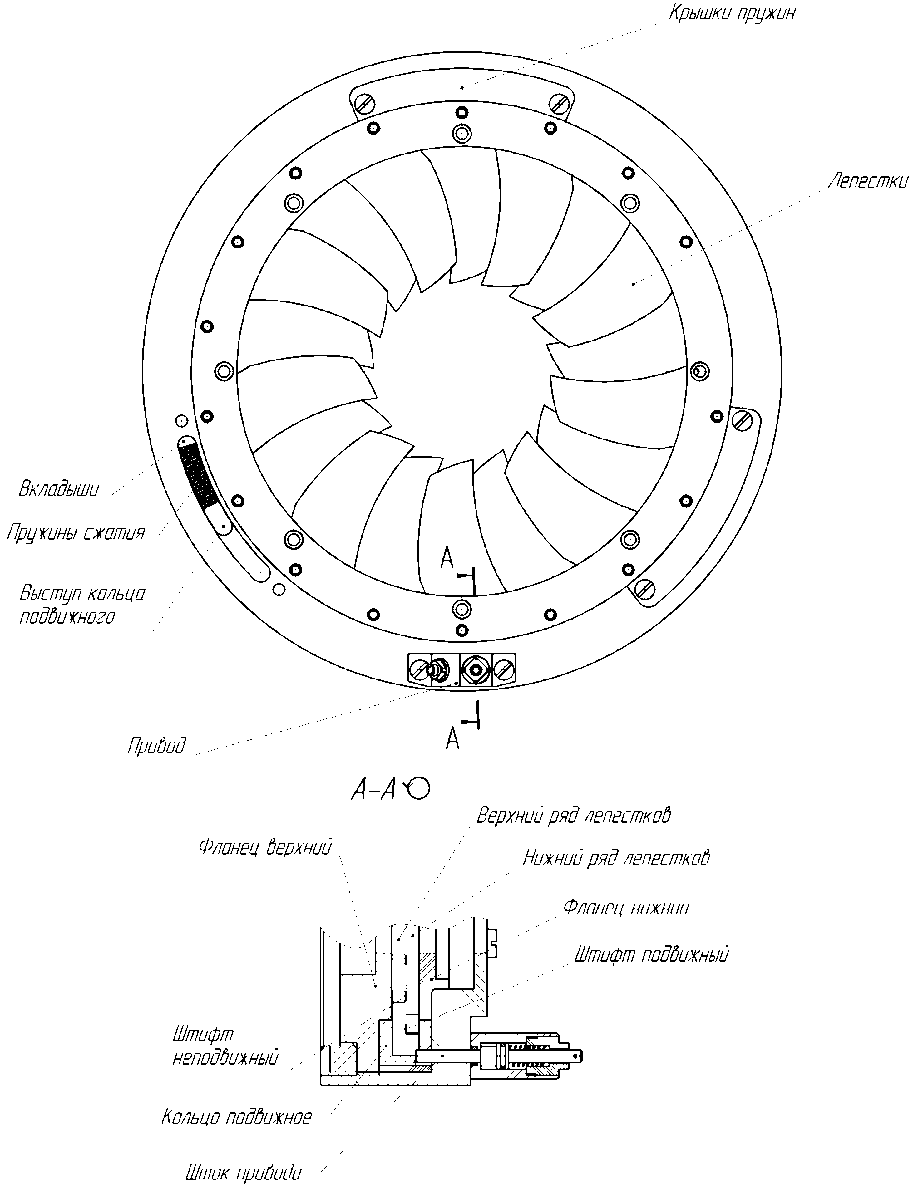 Крышки пружин
Лепестки
Вкладыши
Пружины сжатия
Выступ кольца
подвижного
А
А
Привод
А-А
Верхний ряд лепестков
Фланец верхний
Нижний ряд лепестков
Фланец нижний
Штифт подвижный
Штифт
неподвижный
Кольцо подвижное
Шток привода